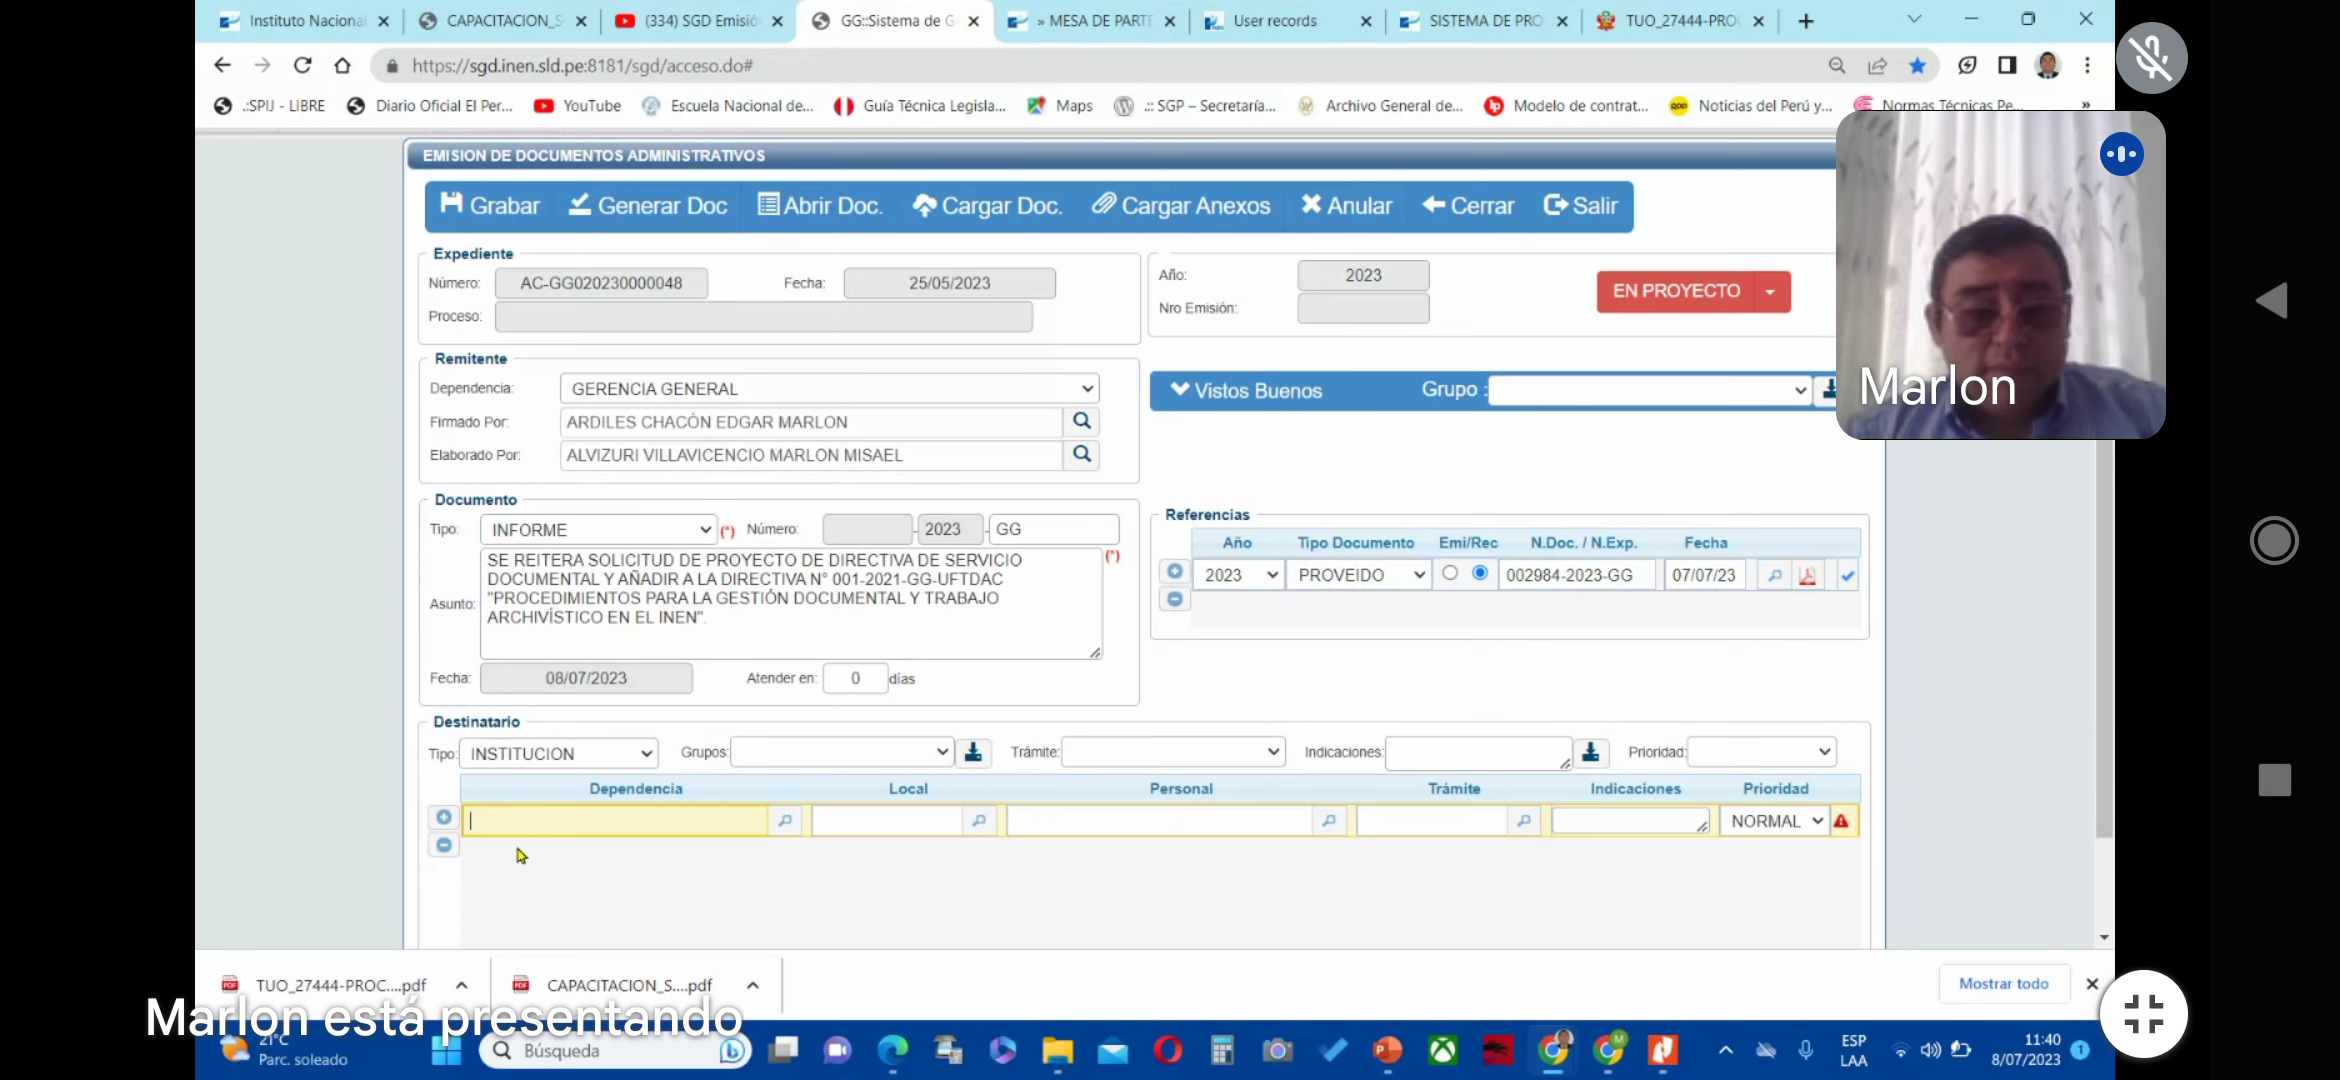 Instituto Nacional
CAPACITACION_S
(334) SGD Emisió
GG::Sistema de G
» MESA DE PARTE
User records
SISTEMA DE PRO
TUO_27444-PRO
https://sgd.inen.sld.pe:8181/sgd/acceso.do#
.:SPIJ - LIBRE
Diario Oficial El Per...
YouTube
Escuela Nacional de...
Guía Técnica Legisla...
Maps
.:: SGP – Secretaría...
Archivo General de...
Modelo de contrat...
Noticias del Perú y...
Normas Técnicas Pe...
»
EMISION DE DOCUMENTOS ADMINISTRATIVOS
Grabar Generar Doc Abrir Doc. Cargar Doc. Cargar Anexos Anular Cerrar Salir
Expediente
Número: AC-GG020230000048 Fecha: 25/05/2023
Proceso:
Año: 2023
Nro Emisión:
EN PROYECTO
Remitente
Dependencia: GERENCIA GENERAL
Firmado Por: ARDILES CHACÓN EDGAR MARLON
Elaborado Por: ALVIZURI VILLAVICENCIO MARLON MISAEL
Vistos Buenos Grupo :
Marlon
Documento
Tipo: INFORME (*) Número: - 2023 - GG
Asunto: SE REITERA SOLICITUD DE PROYECTO DE DIRECTIVA DE SERVICIO
DOCUMENTAL Y AÑADIR A LA DIRECTIVA N° 001-2021-GG-UFTDAC
"PROCEDIMIENTOS PARA LA GESTIÓN DOCUMENTAL Y TRABAJO
ARCHIVÍSTICO EN EL INEN".
(*)
Fecha: 08/07/2023 Atender en: 0 días
Referencias
Año Tipo Documento Emi/Rec N.Doc. / N.Exp. Fecha
2023 PROVEIDO 002984-2023-GG 07/07/23
Destinatario
Tipo: INSTITUCION Grupos: Trámite: Indicaciones: Prioridad:
Dependencia Local Personal Trámite Indicaciones Prioridad
NORMAL
TUO_27444-PROC....pdf
CAPACITACION_S....pdf
Mostrar todo
Marlon está presentando
21°C
Parc. soleado
Búsqueda
ESP
LAA
11:40
8/07/2023
1